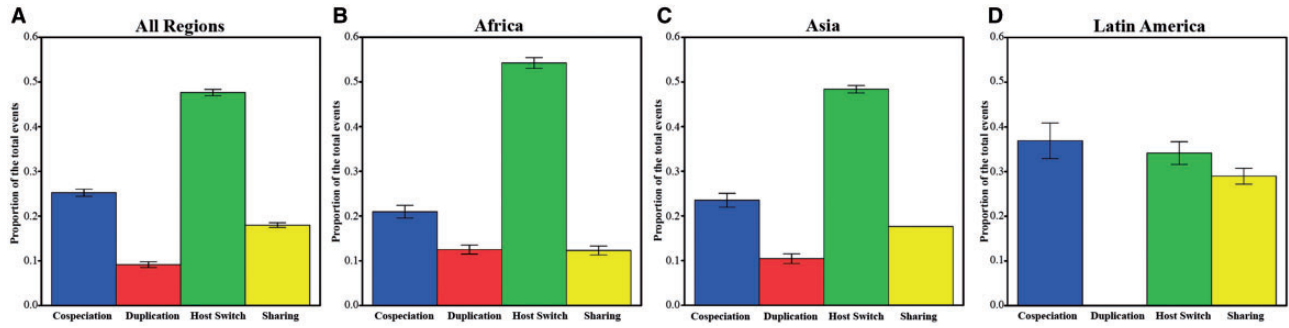 A
All Regions
Proportion of the total events
0.6
0.5
0.4
0.3
0.2
0.1
0.0
Cospeciation Duplication Host Switch Sharing
B
Africa
Proportion of the total events
0.6
0.5
0.4
0.3
0.2
0.1
0.0
Cospeciation Duplication Host Switch Sharing
C
Asia
Proportion of the total events
0.6
0.5
0.4
0.3
0.2
0.1
0.0
Cospeciation Duplication Host Switch Sharing
D
Latin America
Proportion of the total events
0.6
0.5
0.4
0.3
0.2
0.1
0.0
Cospeciation Duplication Host Switch Sharing